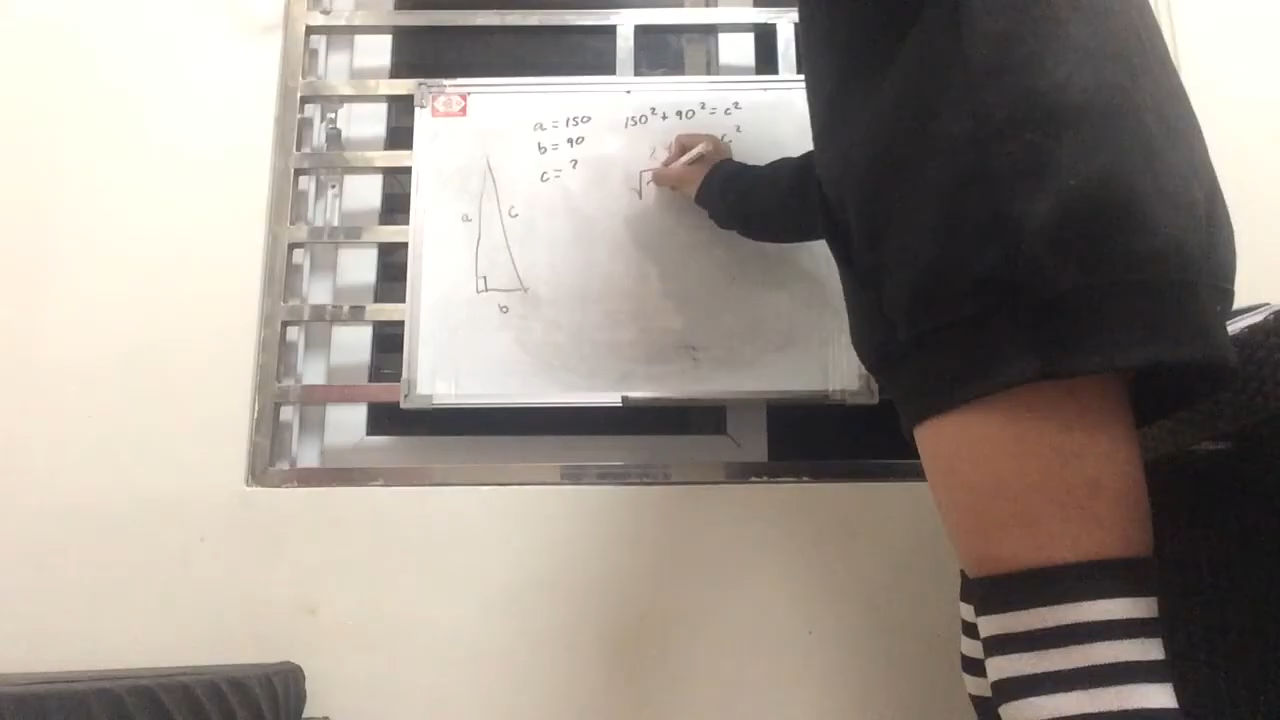 a = 150
b = 90
c = ?
150² + 90² = c²
a
c
b